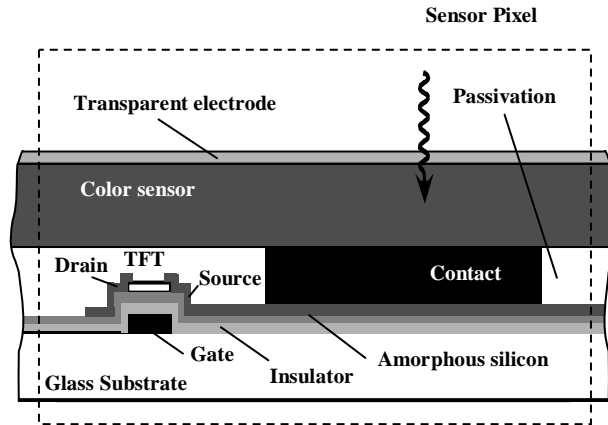 Sensor Pixel
Transparent electrode
Passivation
Color sensor
TFT
Drain
Source
Contact
Gate
Insulator
Amorphous silicon
Glass Substrate